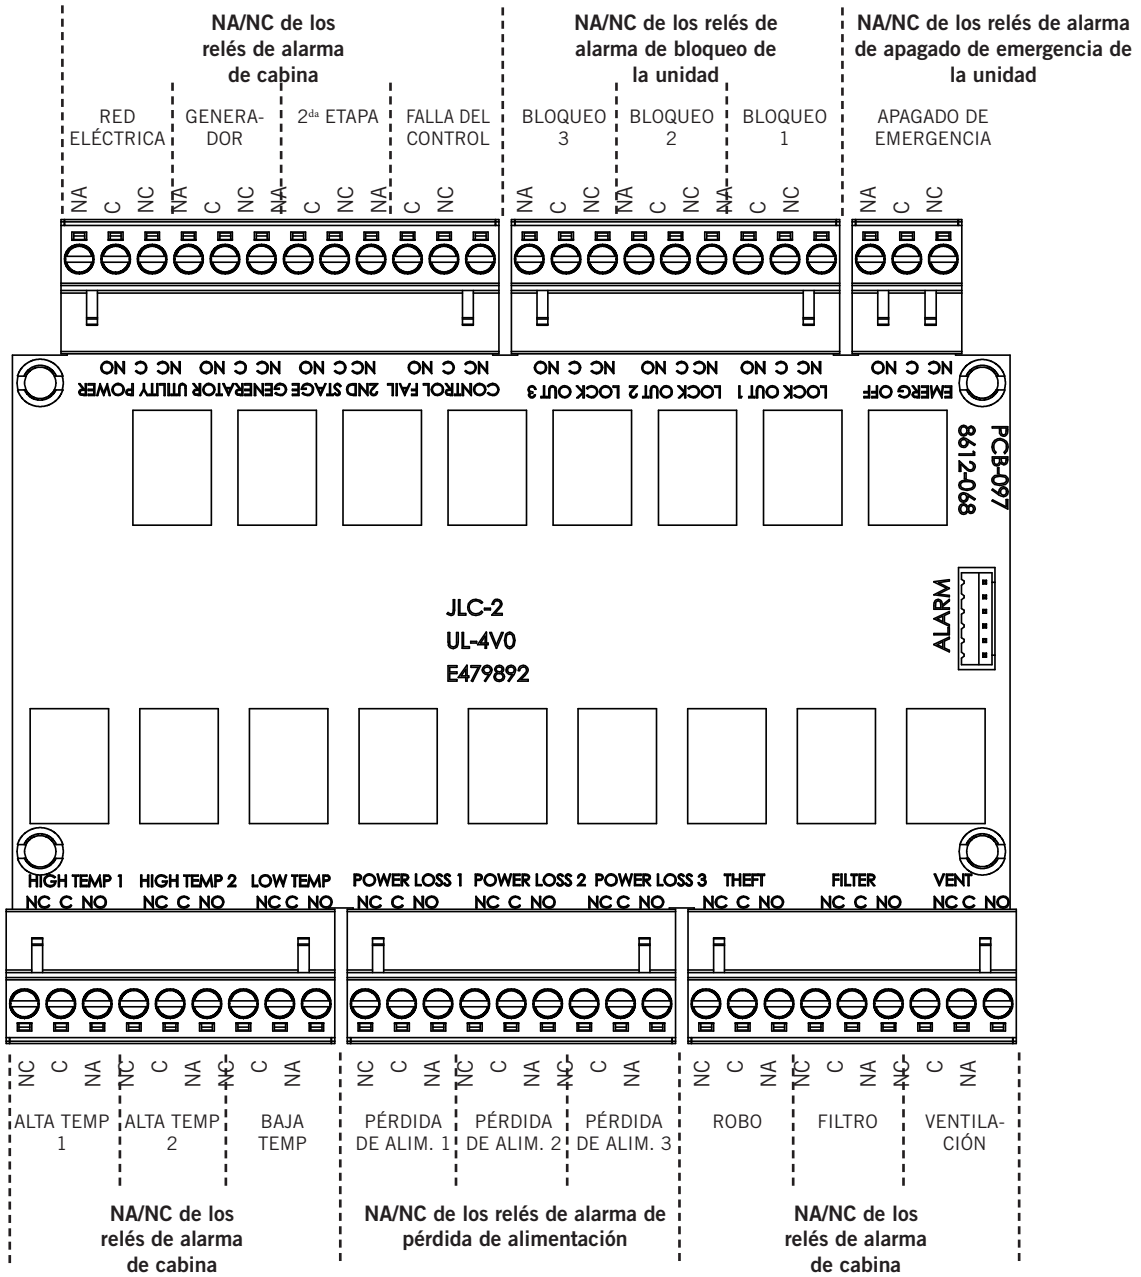 NA/NC de los
relés de alarma
de cabina
NA/NC de los relés de
alarma de bloqueo de
la unidad
NA/NC de los relés de alarma
de apagado de emergencia de
la unidad
RED
ELÉCTRICA
GENERA-
DOR
2da ETAPA
FALLA DEL
CONTROL
BLOQUEO
3
BLOQUEO
2
BLOQUEO
1
APAGADO DE
EMERGENCIA
NA C NC NA C NC NA C NC NA C NC
NA C NC NA C NC NA C NC
NA C NC
NO C NC NO C NC NO C NC NO C NC
NO C NC NO C NC NO C NC
NO C NC
UTILITY POWER
GENERATOR
2ND STAGE
CONTROL FAIL
LOCK OUT 3
LOCK OUT 2
LOCK OUT 1
EMERG OFF
PCB-097
8612-068
ALARM
JLC-2
UL-4V0
E479892
HIGH TEMP 1 HIGH TEMP 2 LOW TEMP POWER LOSS 1 POWER LOSS 2 POWER LOSS 3 THEFT FILTER VENT
NC C NO NC C NO NC C NO NC C NO NC C NO NC C NO NC C NO NC C NO NC C NO
NC C NA NC C NA NC C NA
NC C NA NC C NA NC C NA
NC C NA NC C NA NC C NA
ALTA TEMP
1
ALTA TEMP
2
BAJA
TEMP
PÉRDIDA
DE ALIM. 1
PÉRDIDA
DE ALIM. 2
PÉRDIDA
DE ALIM. 3
ROBO
FILTRO
VENTILA-
CIÓN
NA/NC de los
relés de alarma
de cabina
NA/NC de los relés de alarma de
pérdida de alimentación
NA/NC de los
relés de alarma
de cabina